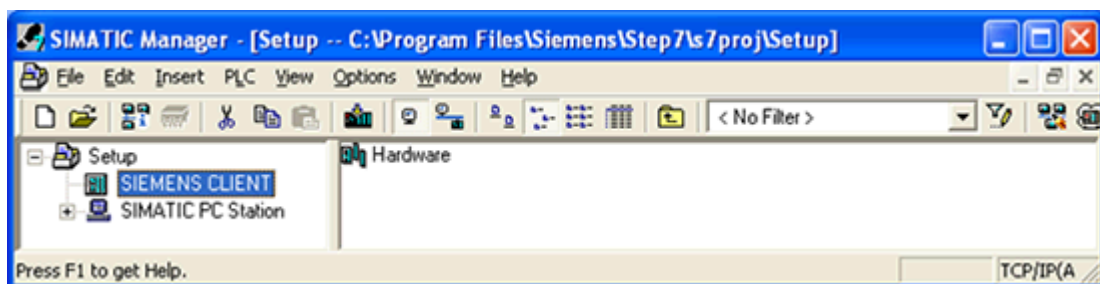 SIMATIC Manager - [Setup -- C:\Program Files\Siemens\Step7\s7proj\Setup]
File Edit Insert PLC View Options Window Help
< No Filter >
Setup
SIEMENS CLIENT
SIMATIC PC Station
Hardware
Press F1 to get Help.
TCP/IP(A